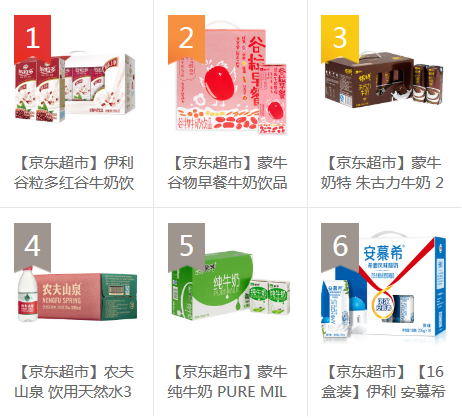 1
2
3
谷粒多
谷粒早餐
【京东超市】伊利
谷粒多红谷牛奶饮
【京东超市】蒙牛
谷物早餐牛奶饮品
【京东超市】蒙牛
奶特 朱古力牛奶 2
4
5
6
农夫山泉
NONGFU SPRING
纯牛奶
安慕希
【京东超市】农夫
山泉 饮用天然水3
【京东超市】蒙牛
纯牛奶 PURE MIL
【京东超市】【16
盒装】伊利 安慕希